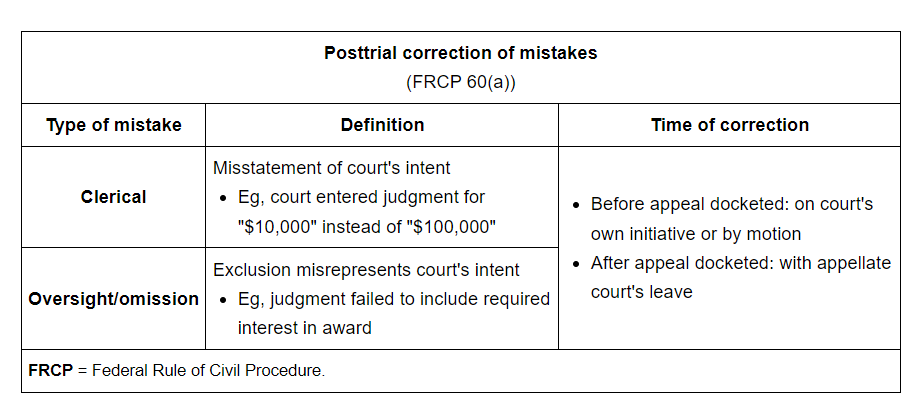 Posttrial correction of mistakes
(FRCP 60(a))
Type of mistake
Definition
Time of correction
Clerical
Misstatement of court's intent
• Eg, court entered judgment for
"$10,000" instead of "$100,000"
• Before appeal docketed: on court's
own initiative or by motion
• After appeal docketed: with appellate
court's leave
Oversight/omission
Exclusion misrepresents court's intent
• Eg, judgment failed to include required
interest in award
FRCP = Federal Rule of Civil Procedure.